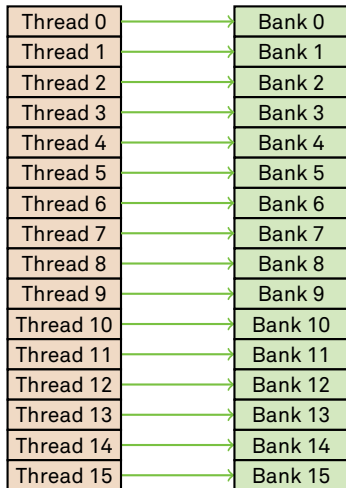 Thread 0 Bank 0
Thread 1 Bank 1
Thread 2 Bank 2
Thread 3 Bank 3
Thread 4 Bank 4
Thread 5 Bank 5
Thread 6 Bank 6
Thread 7 Bank 7
Thread 8 Bank 8
Thread 9 Bank 9
Thread 10 Bank 10
Thread 11 Bank 11
Thread 12 Bank 12
Thread 13 Bank 13
Thread 14 Bank 14
Thread 15 Bank 15